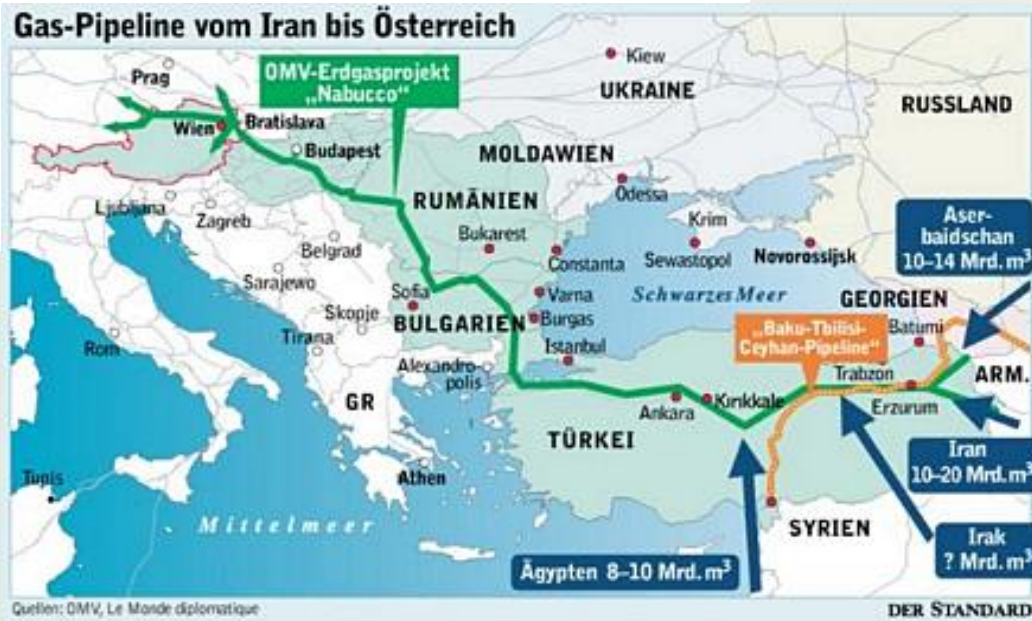 Gas-Pipeline vom Iran bis Österreich
Prag
OMV-Erdgasprojekt
„Nabucco“
Kiew
UKRAINE
RUSSLAND
Wien
Bratislava
Budapest
MOLDAWIEN
Odessa
Ljubljana
Zagreb
RUMÄNIEN
Krim
Aser-
baidschan
10–14 Mrd. m³
Belgrad
Bukarest
Constanta
Sewastopol
Novorossijsk
Sarajewo
Sofia
Varna
Schwarzes Meer
GEORGIEN
Skopje
BULGARIEN
Burgas
„Baku-Tbilisi-
Ceyhan-Pipeline“
Batumi
Rom
Tirana
Istanbul
Alexandro-
polis
Trabzon
ARM.
GR
Ankara
Kırıkkale
Erzurum
TÜRKEI
Iran
10–20 Mrd. m³
Tunis
Athen
Mittelmeer
SYRIEN
Irak
? Mrd. m³
Ägypten 8–10 Mrd. m³
Quellen: OMV, Le Monde diplomatique
DER STANDARD